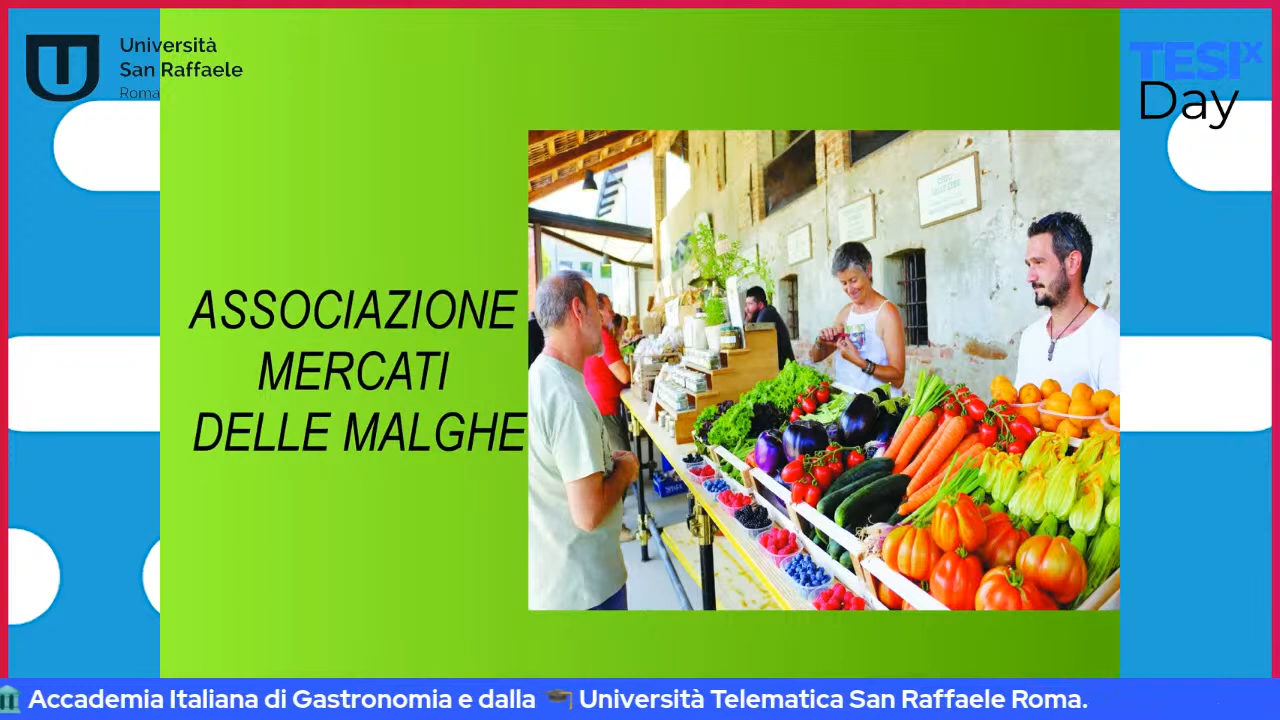 Università
San Raffaele
Roma
TESIx
Day
ASSOCIAZIONE
MERCATI
DELLE MALGHE
Accademia Italiana di Gastronomia e dalla Università Telematica San Raffaele Roma.